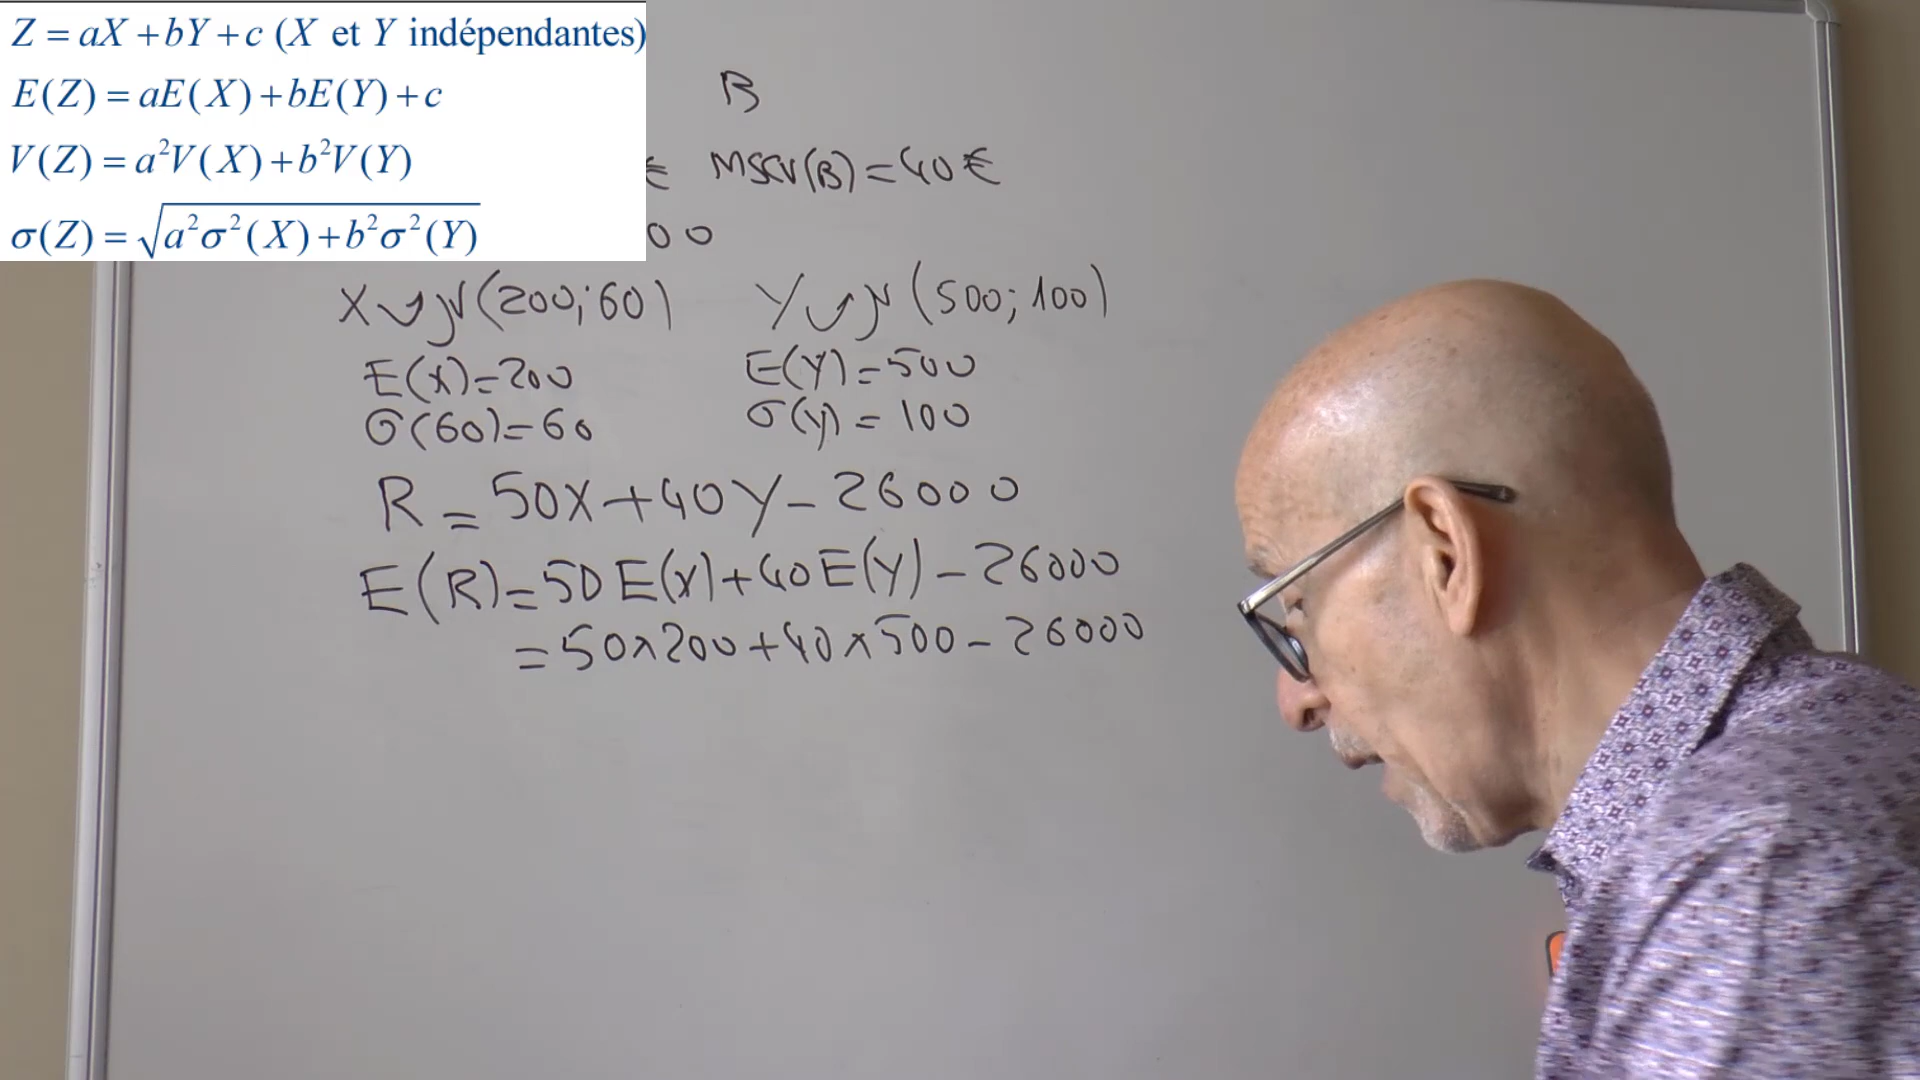 Z = aX + bY + c (X et Y indépendantes)
E(Z) = aE(X) + bE(Y) + c
V(Z) = a²V(X) + b²V(Y)
σ(Z) = √(a²σ²(X) + b²σ²(Y))
B
€ MSCV(B) = 40 €
00
X ↝ N(200; 60) Y ↝ N(500; 100)
E(X) = 200 E(Y) = 500
σ(60) = 60 σ(Y) = 100
R = 50X + 40Y - 26000
E(R) = 50 E(X) + 40 E(Y) - 26000
= 50 × 200 + 40 × 500 - 26000